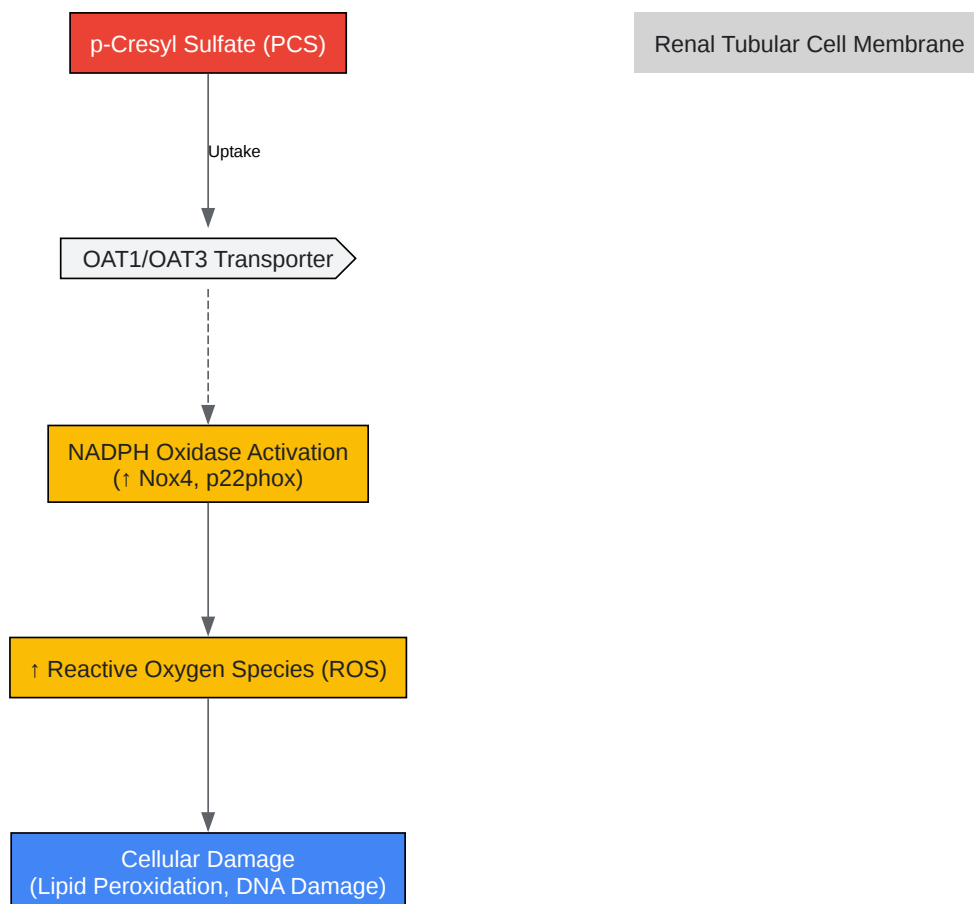 p-Cresyl Sulfate (PCS)
Renal Tubular Cell Membrane
Uptake
OAT1/OAT3 Transporter
NADPH Oxidase Activation
(↑ Nox4, p22phox)
↑ Reactive Oxygen Species (ROS)
Cellular Damage
(Lipid Peroxidation, DNA Damage)